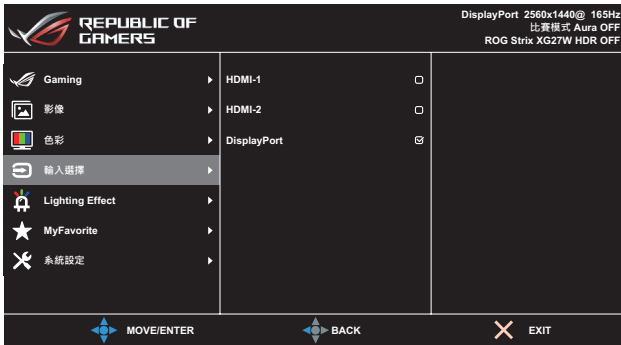 REPUBLIC OF
GAMERS
DisplayPort 2560x1440@ 165Hz
比賽模式 Aura OFF
ROG Strix XG27W HDR OFF
Gaming
影像
色彩
輸入選擇
Lighting Effect
MyFavorite
系統設定
HDMI-1
HDMI-2
DisplayPort
MOVE/ENTER
BACK
EXIT